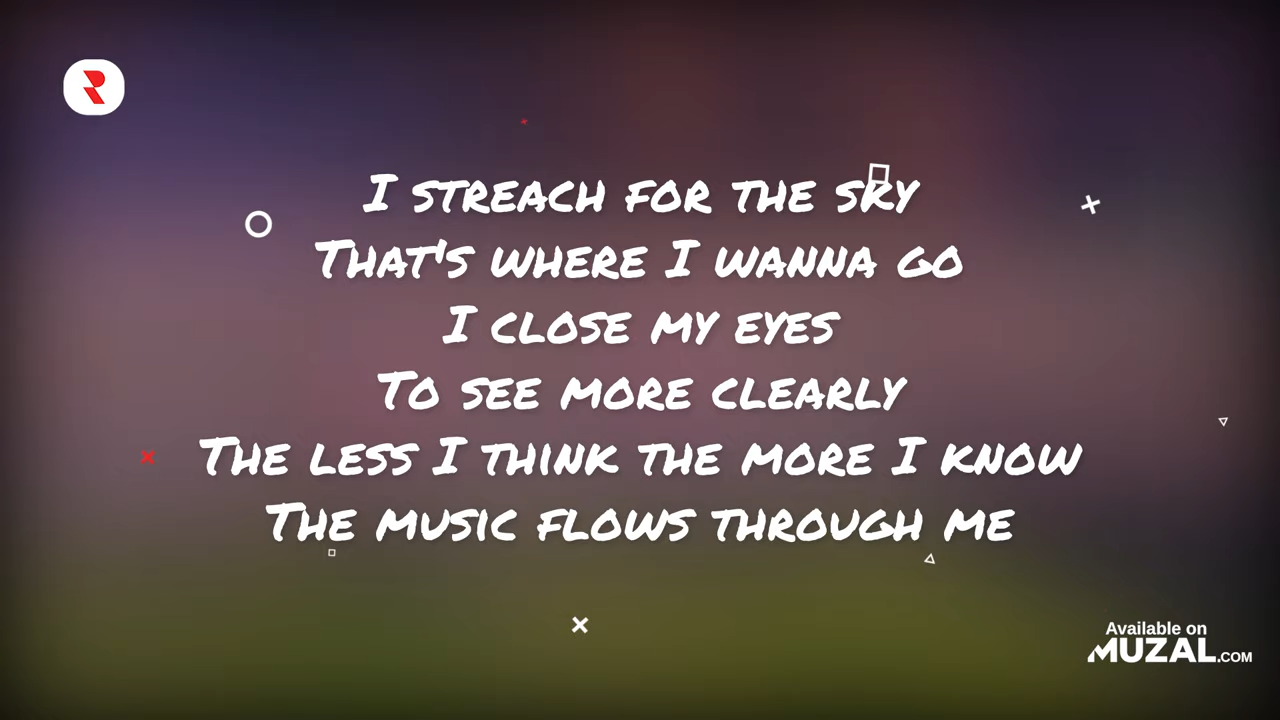 I STREACH FOR THE SKY
THAT'S WHERE I WANNA GO
I CLOSE MY EYES
TO SEE MORE CLEARLY
THE LESS I THINK THE MORE I KNOW
THE MUSIC FLOWS THROUGH ME
Available on
MUZAL.COM